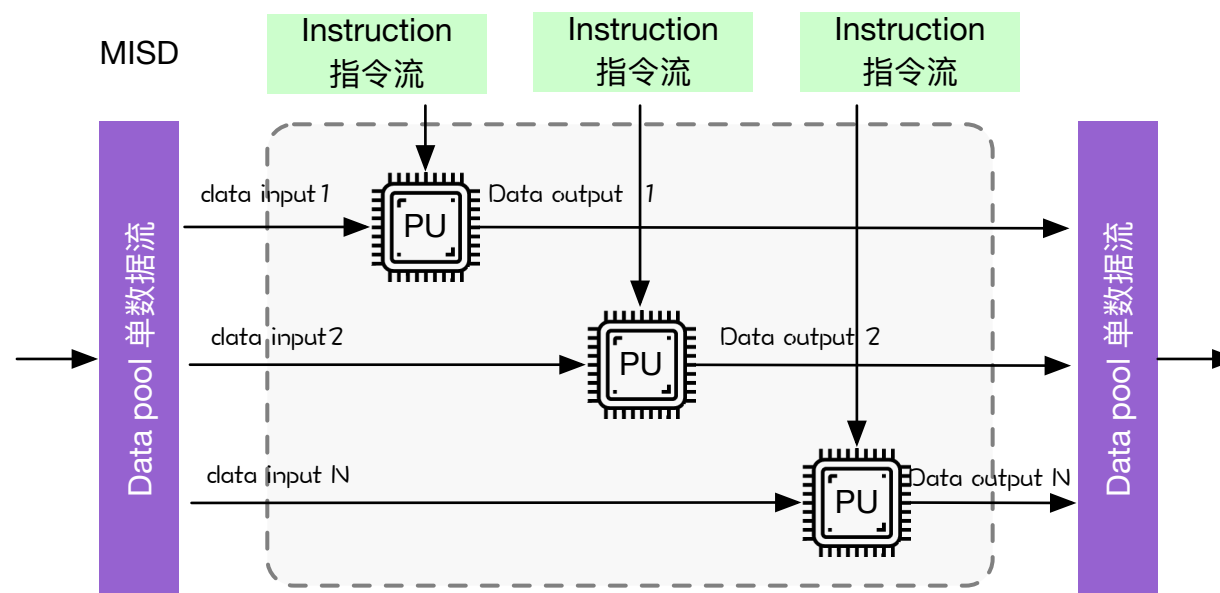 MISD
Instruction
指令流
Instruction
指令流
Instruction
指令流
data input 1
PU
Data output 1
data input 2
PU
Data output 2
data input N
PU
Data output N
Data pool 单数据流
Data pool 单数据流